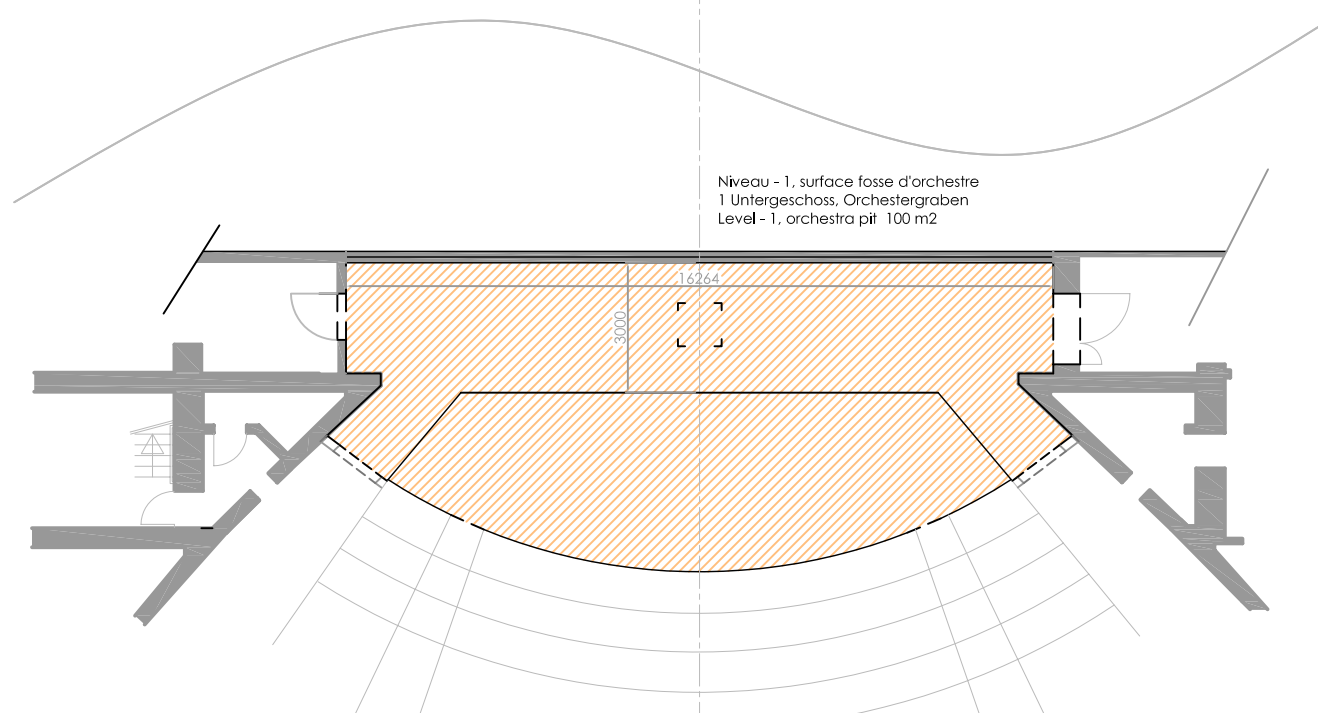 Niveau - 1, surface fosse d'orchestre
1 Untergeschoss, Orchestergraben
Level - 1, orchestra pit 100 m2
16264
3000